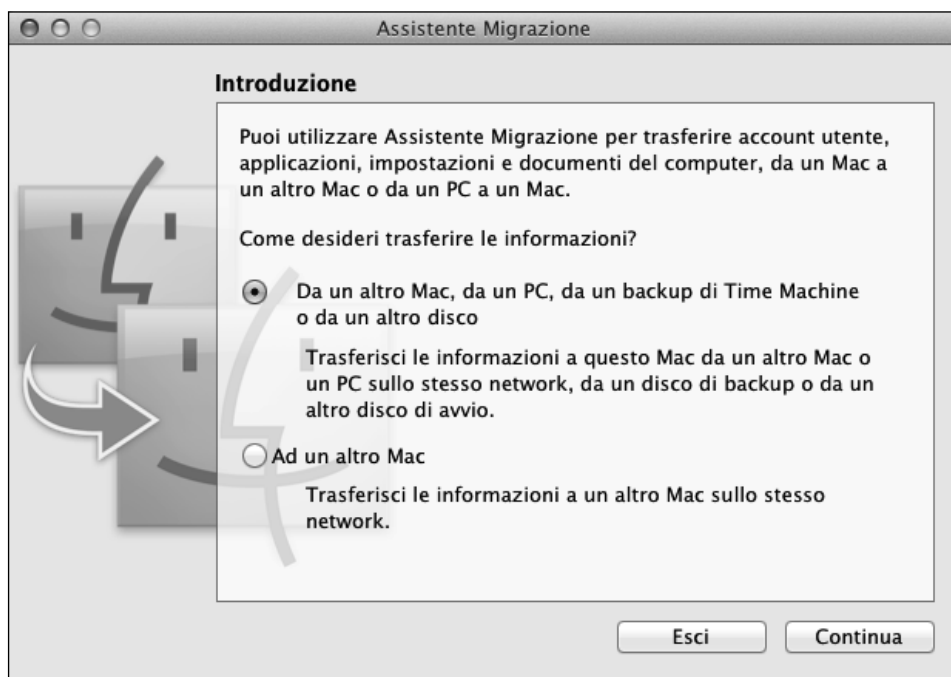 Assistente Migrazione
Introduzione
Puoi utilizzare Assistente Migrazione per trasferire account utente,
applicazioni, impostazioni e documenti del computer, da un Mac a
un altro Mac o da un PC a un Mac.
Come desideri trasferire le informazioni?
Da un altro Mac, da un PC, da un backup di Time Machine
o da un altro disco
Trasferisci le informazioni a questo Mac da un altro Mac o
un PC sullo stesso network, da un disco di backup o da un
altro disco di avvio.
Ad un altro Mac
Trasferisci le informazioni a un altro Mac sullo stesso
network.
Esci
Continua